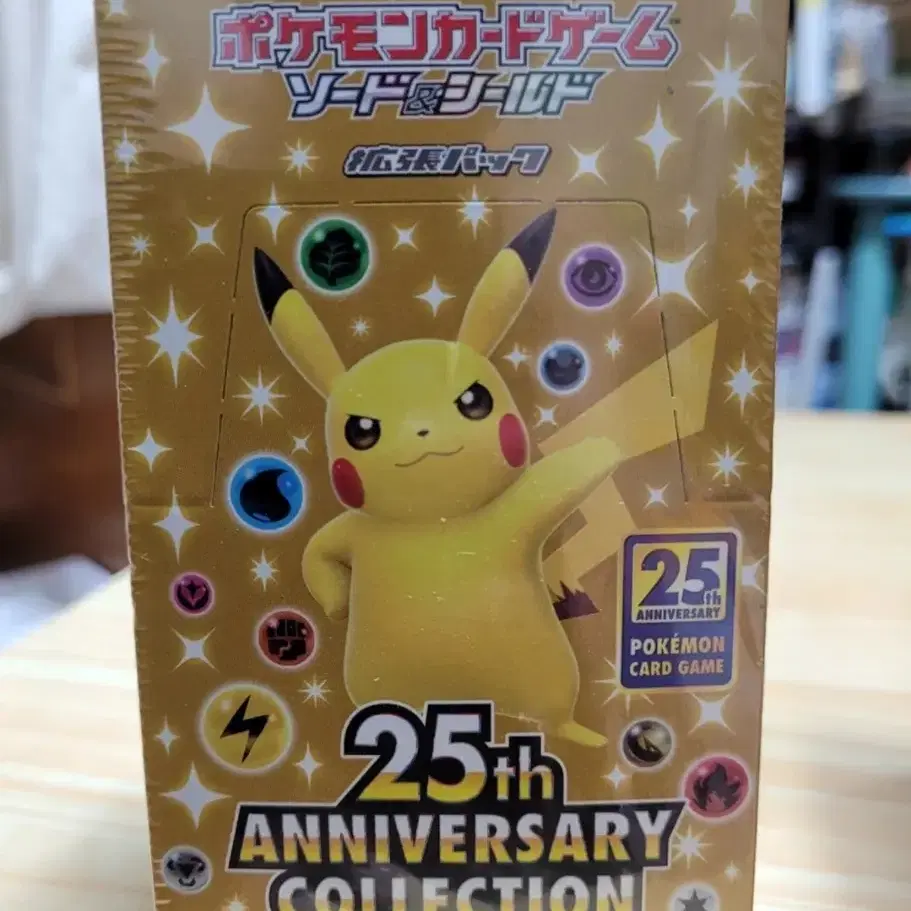 ポケモンカードゲーム
ソード&シールド
拡張パック
25th
ANNIVERSARY
POKÉMON
CARD GAME
25th
ANNIVERSARY
COLLECTION